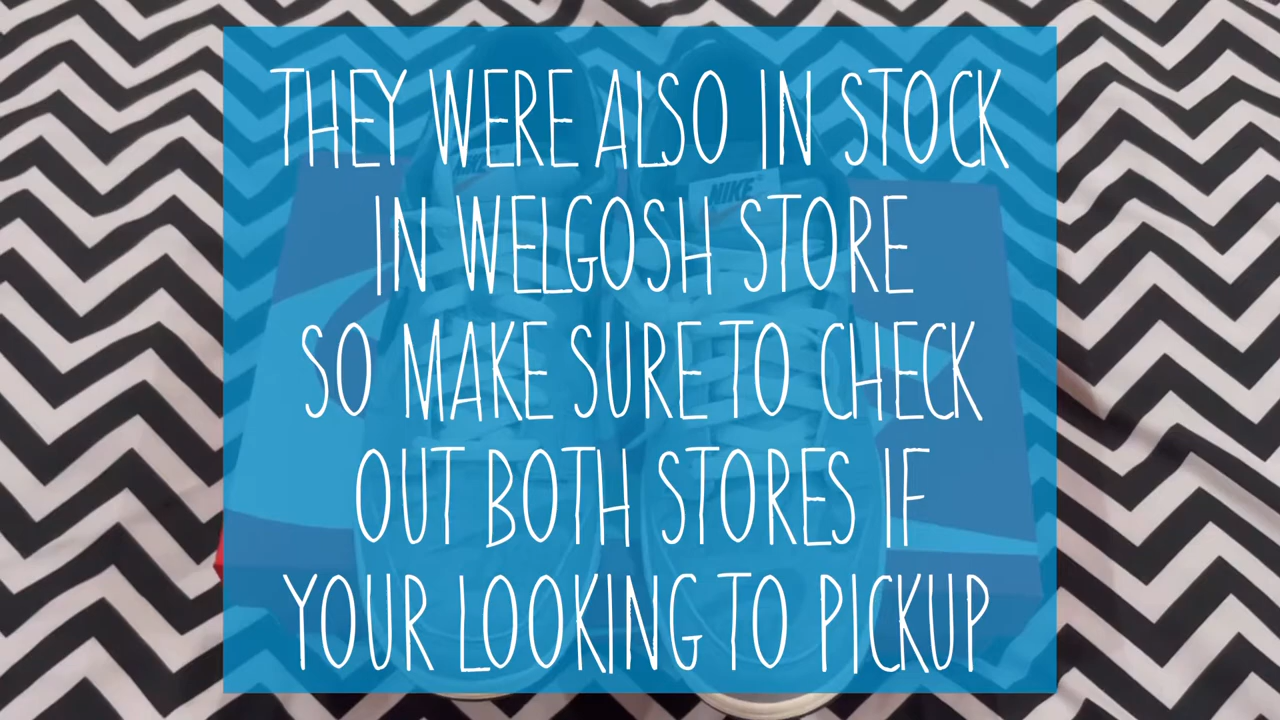 THEY WERE ALSO IN STOCK
IN WELGOSH STORE
SO MAKE SURE TO CHECK
OUT BOTH STORES IF
YOUR LOOKING TO PICKUP
NIKE